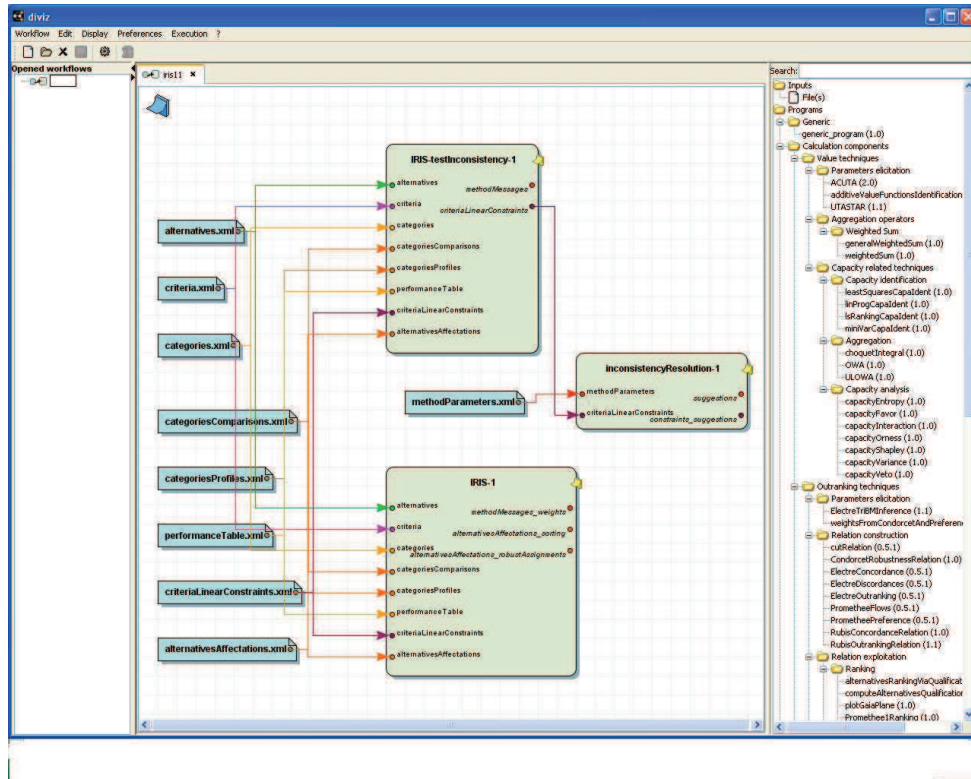 diviz
Workflow Edit Display Preferences Execution ?
Opened workflows
iris11
Search:
IRIS-testInconsistency-1
alternatives
methodMessages
criteria
criteriaLinearConstraints
categories
categoriesComparisons
categoriesProfiles
performanceTable
criteriaLinearConstraints
alternativesAffectations
alternatives.xml
criteria.xml
categories.xml
categoriesComparisons.xml
categoriesProfiles.xml
performanceTable.xml
criteriaLinearConstraints.xml
alternativesAffectations.xml
methodParameters.xml
inconsistencyResolution-1
methodParameters
suggestions
criteriaLinearConstraints
constraints_suggestions
IRIS-1
alternatives
methodMessages_weights
criteria
alternativesAffectations_sorting
categories
alternativesAffectations_robustAssignments
categoriesComparisons
categoriesProfiles
performanceTable
criteriaLinearConstraints
alternativesAffectations
Inputs
File(s)
Programs
Generic
generic_program (1.0)
Calculation components
Value techniques
Parameters elicitation
ACUTA (2.0)
additiveValueFunctionsIdentification
UTASTAR (1.1)
Aggregation operators
Weighted Sum
generalWeightedSum (1.0)
weightedSum (1.0)
Capacity related techniques
Capacity identification
leastSquaresCapaIdent (1.0)
linProgCapaIdent (1.0)
lsRankingCapaIdent (1.0)
miniVarCapaIdent (1.0)
Aggregation
choquetIntegral (1.0)
OWA (1.0)
ULOWA (1.0)
Capacity analysis
capacityEntropy (1.0)
capacityFavor (1.0)
capacityInteraction (1.0)
capacityOrness (1.0)
capacityShapley (1.0)
capacityVariance (1.0)
capacityVeto (1.0)
Outranking techniques
Parameters elicitation
ElectreTriBMInference (1.1)
weightsFromCondorcetAndPreferen
Relation construction
cutRelation (0.5.1)
CondorcetRobustnessRelation (1.0)
ElectreConcordance (0.5.1)
ElectreDiscordances (0.5.1)
ElectreOutranking (0.5.1)
PrometheeFlows (0.5.1)
PrometheePreference (0.5.1)
RubisConcordanceRelation (1.0)
RubisOutrankingRelation (1.1)
Relation exploitation
Ranking
alternativesRankingViaQualificat
computeAlternativesQualification
plotGaiaPlane (1.0)
Promethee1Ranking (1.0)